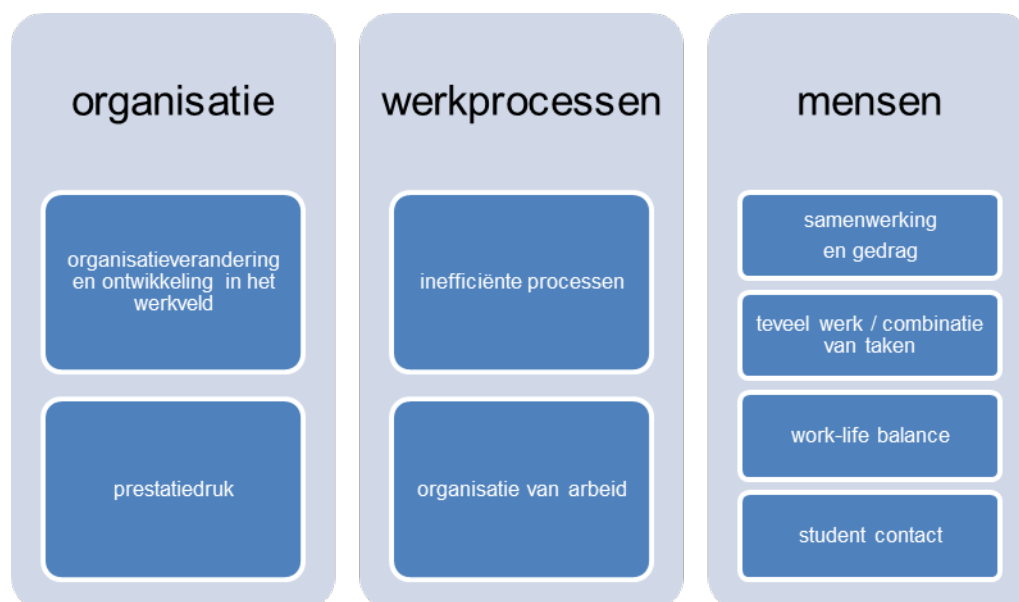 organisatie
organisatieverandering
en ontwikkeling in het
werkveld
prestatiedruk
werkprocessen
inefficiënte processen
organisatie van arbeid
mensen
samenwerking
en gedrag
teveel werk / combinatie
van taken
work-life balance
student contact